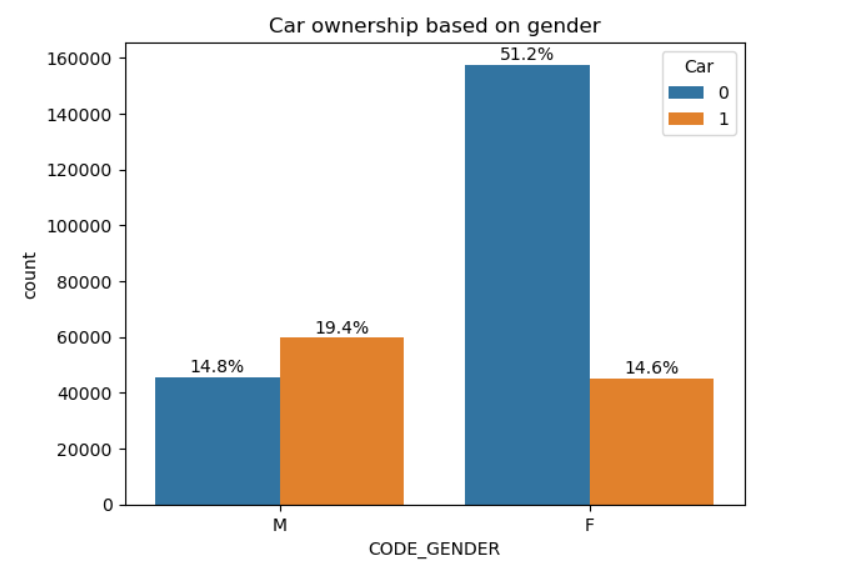 Car ownership based on gender
160000
140000
120000
100000
80000
60000
40000
20000
0
count
14.8%
19.4%
51.2%
14.6%
Car
0
1
M
F
CODE_GENDER